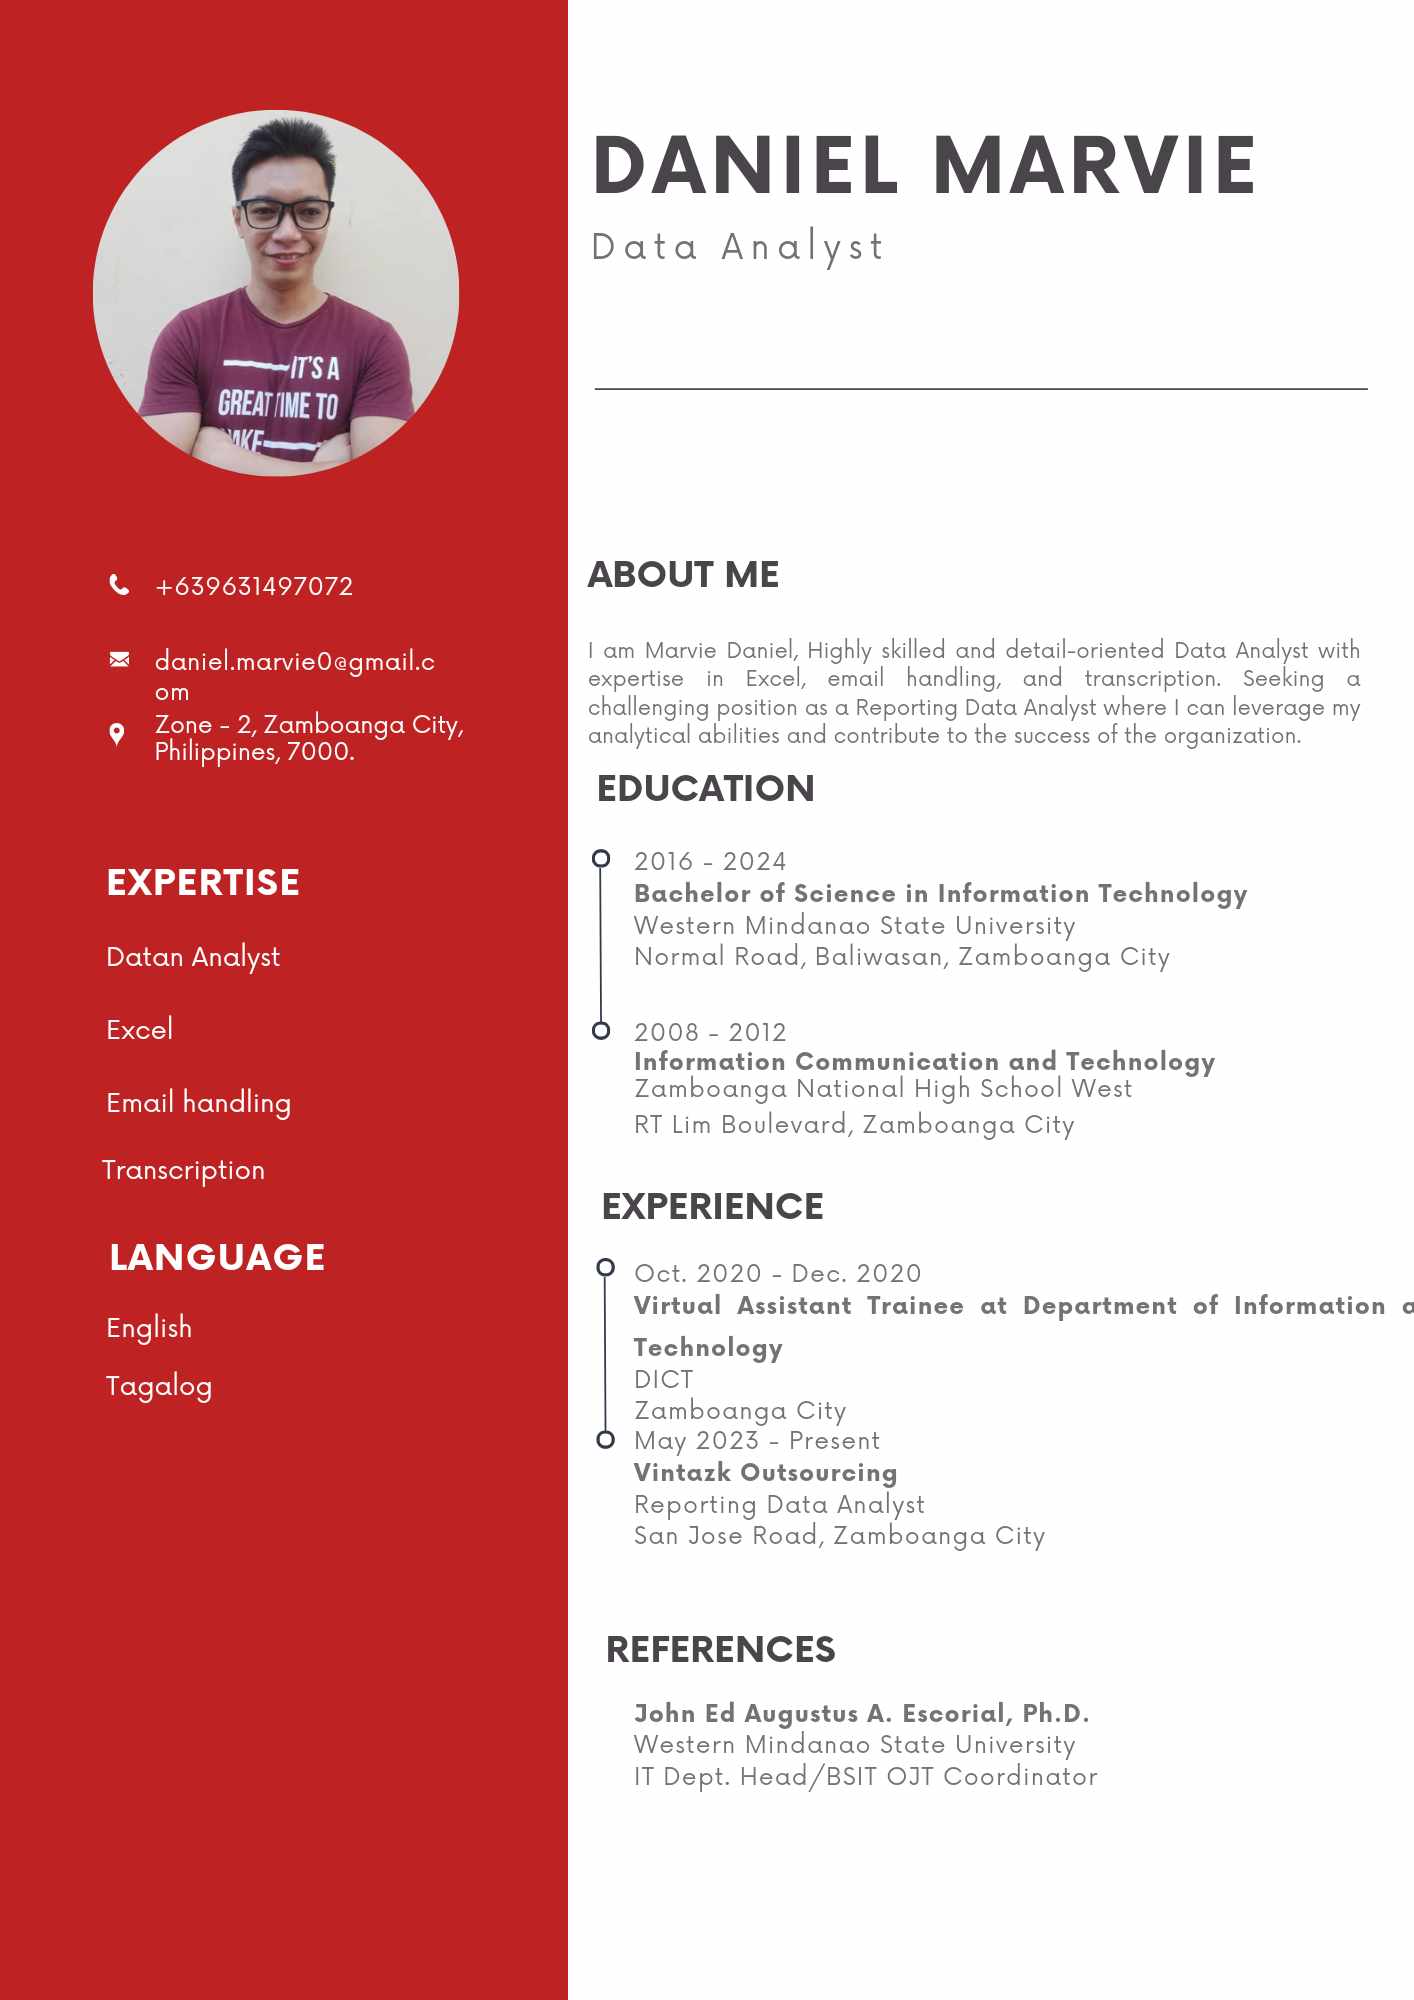 IT'S A
GREAT TIME TO
DANIEL MARVIE
Data Analyst
+639631497072
daniel.marvie0@gmail.c
om
Zone - 2, Zamboanga City,
Philippines, 7000.
EXPERTISE
Datan Analyst
Excel
Email handling
Transcription
LANGUAGE
English
Tagalog
ABOUT ME
I am Marvie Daniel, Highly skilled and detail-oriented Data Analyst with
expertise in Excel, email handling, and transcription. Seeking a
challenging position as a Reporting Data Analyst where I can leverage my
analytical abilities and contribute to the success of the organization.
EDUCATION
2016 - 2024
Bachelor of Science in Information Technology
Western Mindanao State University
Normal Road, Baliwasan, Zamboanga City
2008 - 2012
Information Communication and Technology
Zamboanga National High School West
RT Lim Boulevard, Zamboanga City
EXPERIENCE
Oct. 2020 - Dec. 2020
Virtual Assistant Trainee at Department of Information
Technology
DICT
Zamboanga City
May 2023 - Present
Vintazk Outsourcing
Reporting Data Analyst
San Jose Road, Zamboanga City
REFERENCES
John Ed Augustus A. Escorial, Ph.D.
Western Mindanao State University
IT Dept. Head/BSIT OJT Coordinator